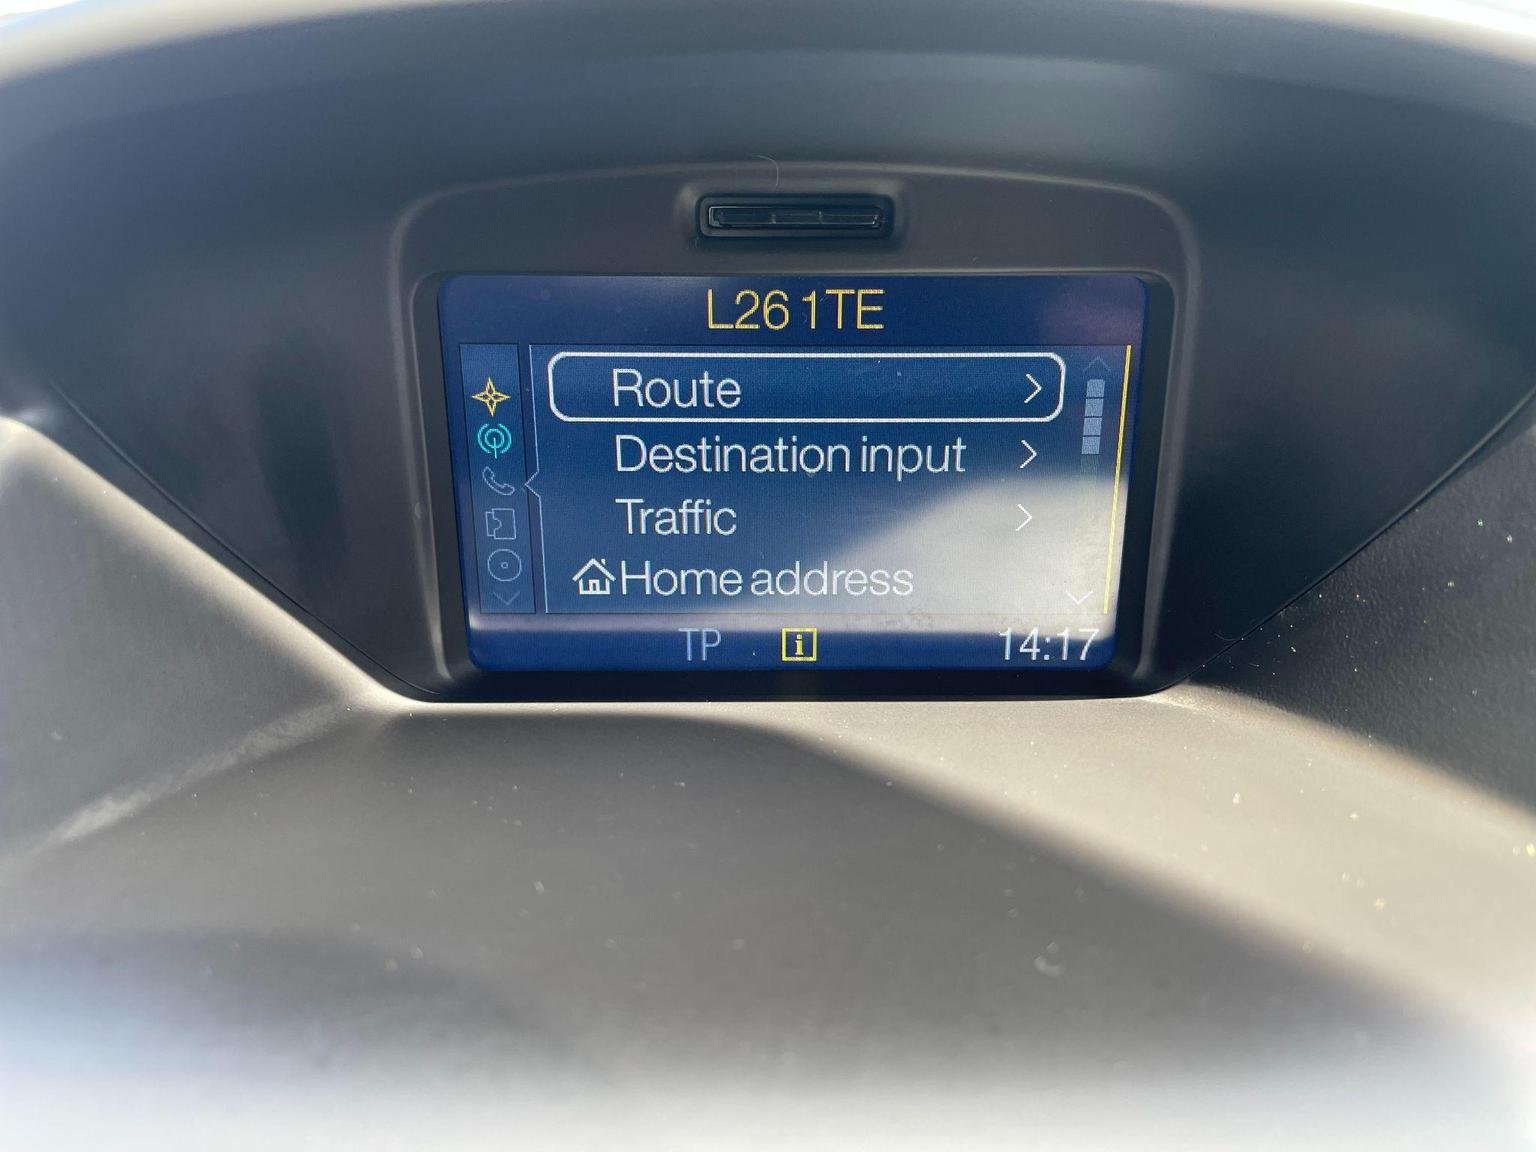 L26 1TE
Route
Destination input
Traffic
Home address
TP i 14:17